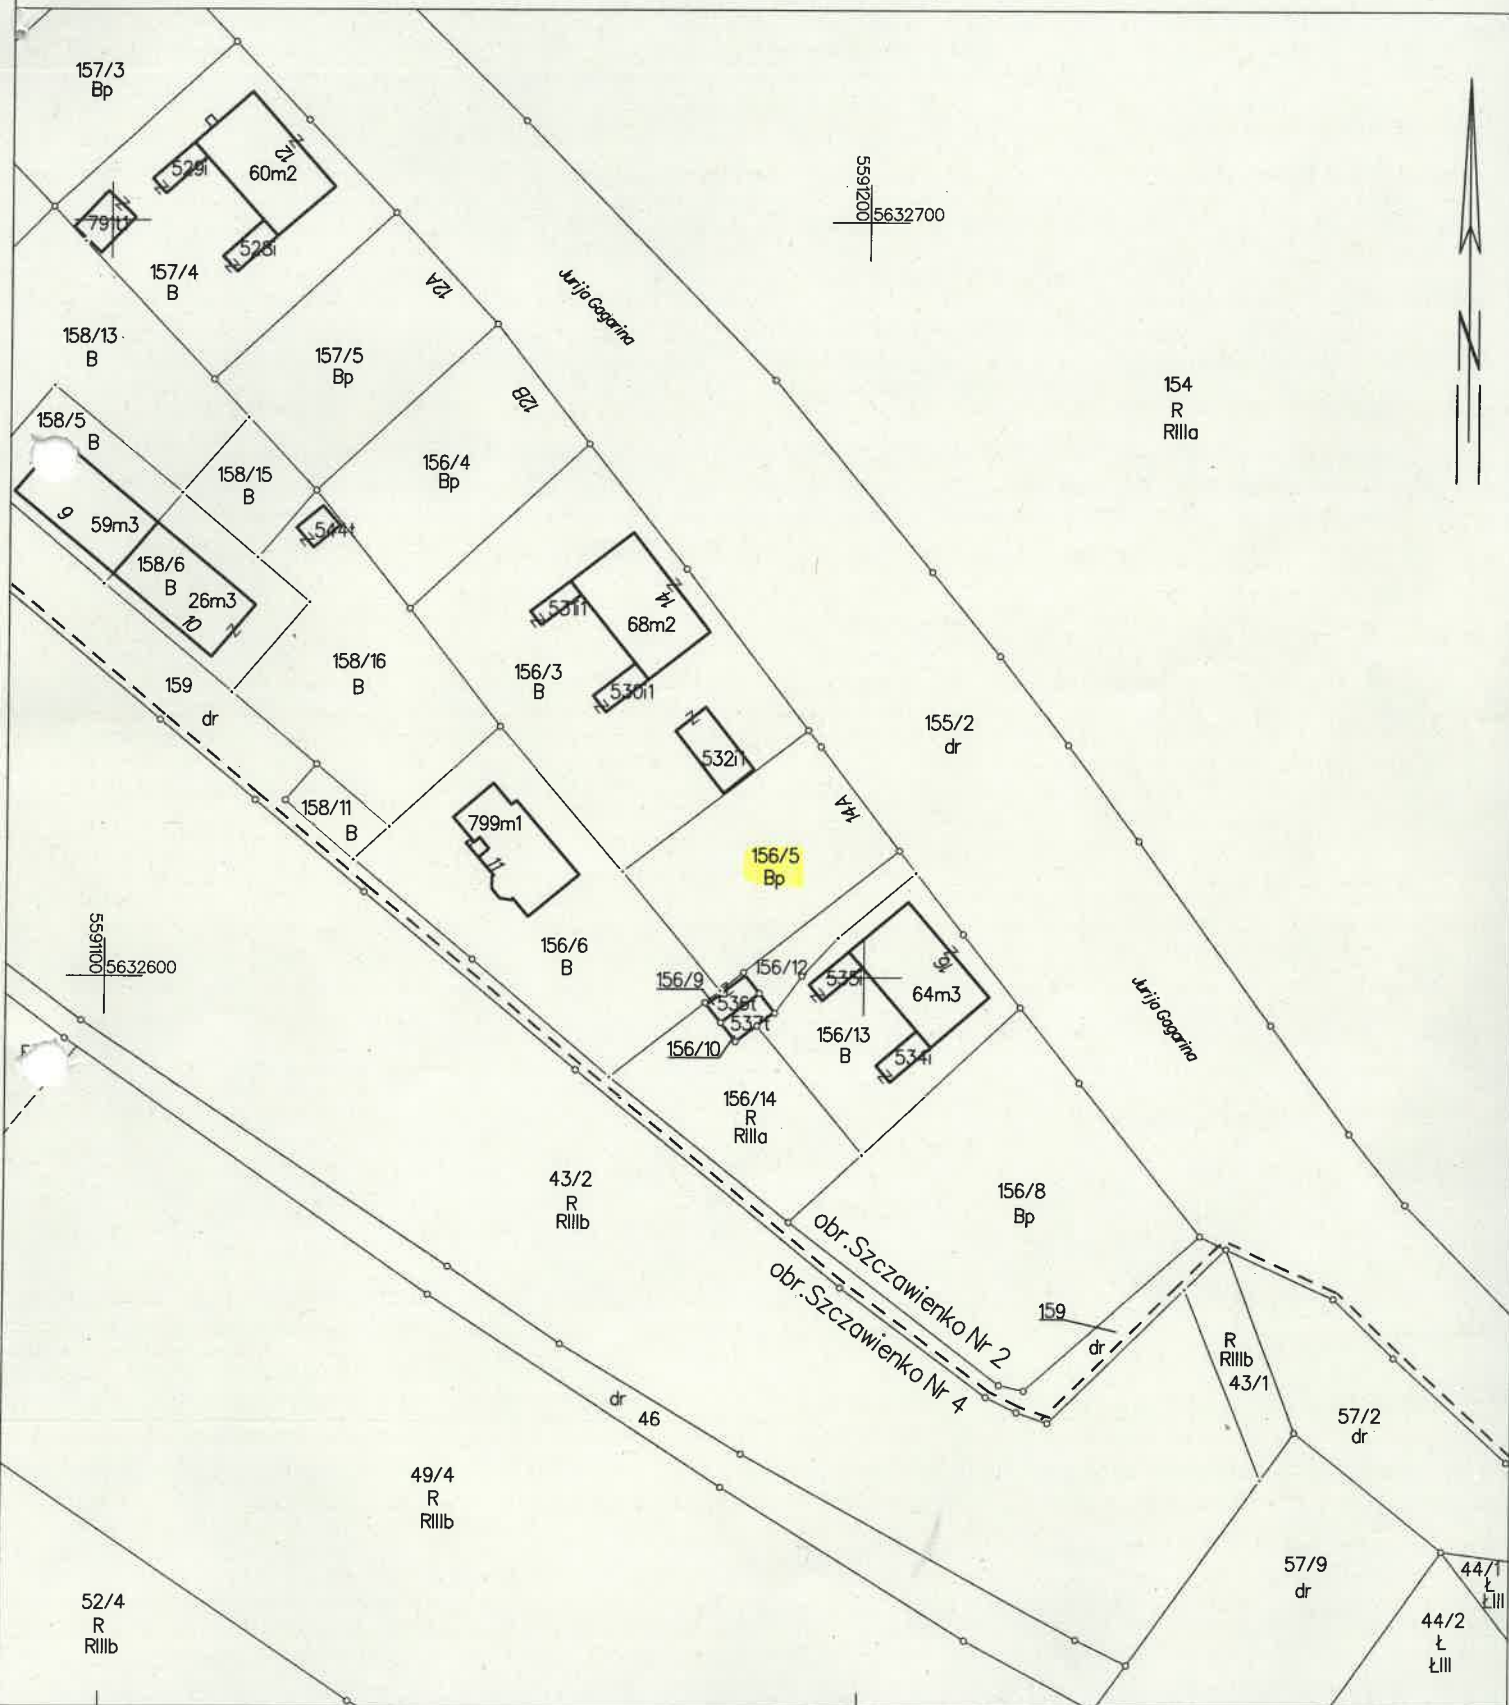 157/3
Bp
529i
12
60m2
528i
157/4
B
5591200
5632700
12A
Jurija Gagarina
158/13
B
157/5
Bp
12B
154
R
RIIIa
N
158/5
B
158/15
B
156/4
Bp
9
59m3
544t
158/6
B
26m3
10
531i1
14
68m2
158/16
B
156/3
B
530i1
159
dr
532i1
155/2
dr
158/11
B
799m1
11
14A
156/5
Bp
5591100
5632600
156/6
B
156/9
156/12
535i
16
64m3
536t
537t
156/10
156/13
B
534i
Jurija Gagarina
156/14
R
RIIIa
43/2
R
RIIIb
156/8
Bp
obr.Szczawienko Nr 2
obr.Szczawienko Nr 4
159
dr
R
RIIIb
43/1
dr
46
57/2
dr
49/4
R
RIIIb
57/9
dr
44/1
Ł
ŁIII
52/4
R
RIIIb
44/2
Ł
ŁIII